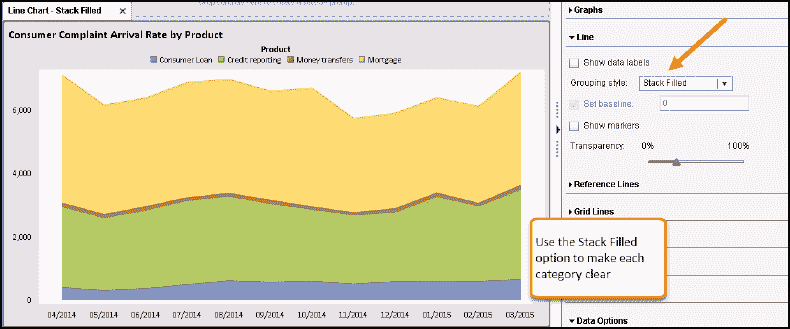 Line Chart - Stack Filled
Consumer Complaint Arrival Rate by Product
Product
Consumer Loan Credit reporting Money transfers Mortgage
6,000
4,000
2,000
0
04/2014 05/2014 06/2014 07/2014 08/2014 09/2014 10/2014 11/2014 12/2014 01/2015 02/2015 03/2015
Graphs
Line
Show data labels
Grouping style: Stack Filled
Set baseline: 0
Show markers
Transparency: 0% 100%
Reference Lines
Grid Lines
Use the Stack Filled
option to make each
category clear
Data Options